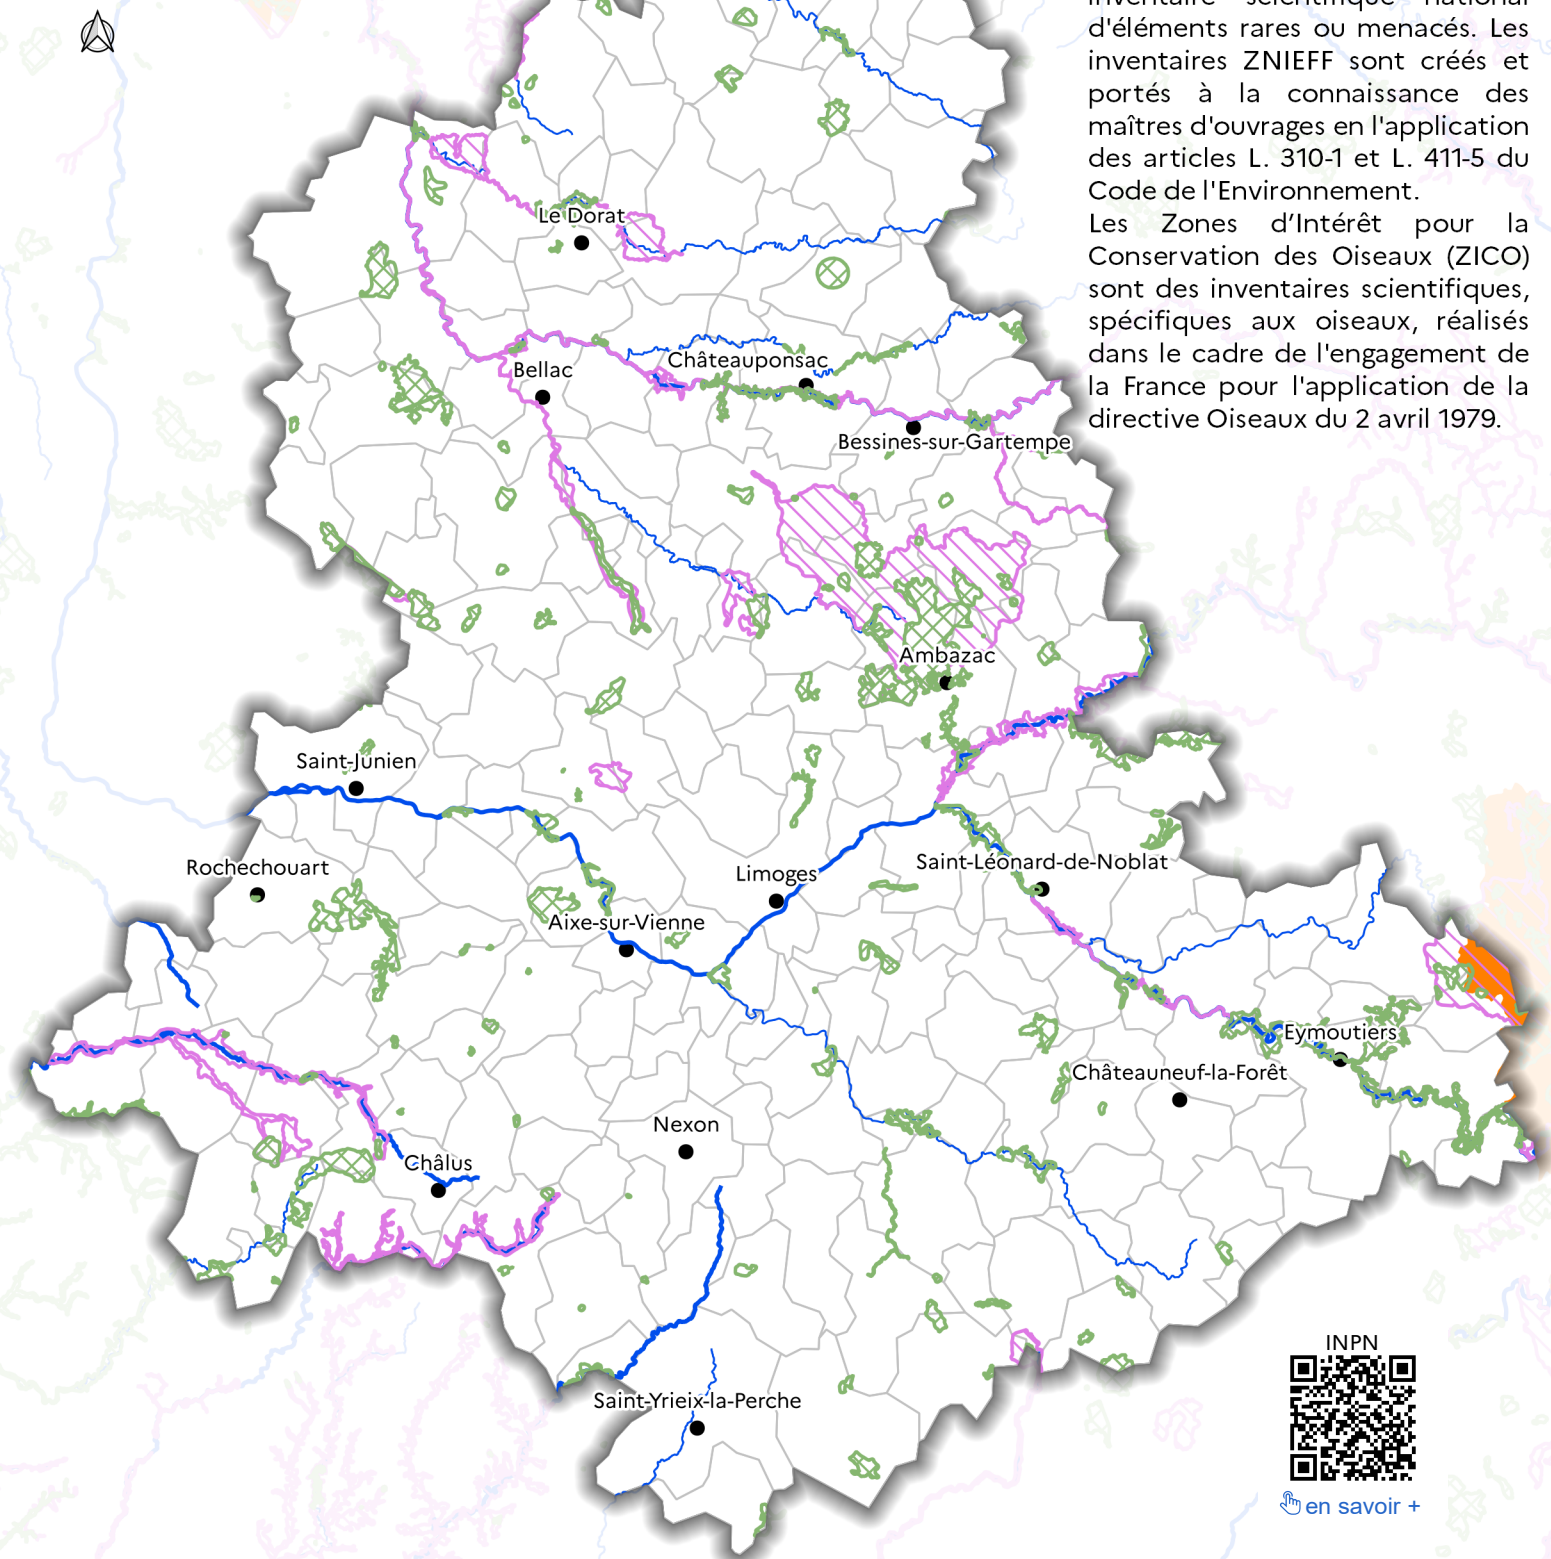 inventaire scientifique national
d'éléments rares ou menacés. Les
inventaires ZNIEFF sont créés et
portés à la connaissance des
maîtres d'ouvrages en l'application
des articles L. 310-1 et L. 411-5 du
Code de l'Environnement.
Les Zones d’Intérêt pour la
Conservation des Oiseaux (ZICO)
sont des inventaires scientifiques,
spécifiques aux oiseaux, réalisés
dans le cadre de l'engagement de
la France pour l'application de la
directive Oiseaux du 2 avril 1979.
Le Dorat
Châteauponsac
Bellac
Bessines-sur-Gartempe
Ambazac
Saint-Junien
Rochechouart
Limoges
Saint-Léonard-de-Noblat
Aixe-sur-Vienne
Eymoutiers
Châteauneuf-la-Forêt
Nexon
Châlus
Saint-Yrieix-la-Perche
INPN
en savoir +